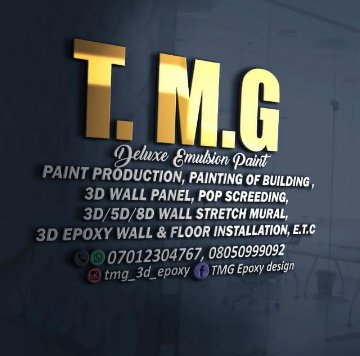 T. M.G
Deluxe Emulsion Paint
PAINT PRODUCTION, PAINTING OF BUILDING ,
3D WALL PANEL, POP SCREEDING,
3D/5D/8D WALL STRETCH MURAL,
3D EPOXY WALL & FLOOR INSTALLATION, E.T.C
07012304767, 08050999092
tmg_3d_epoxy TMG Epoxy design